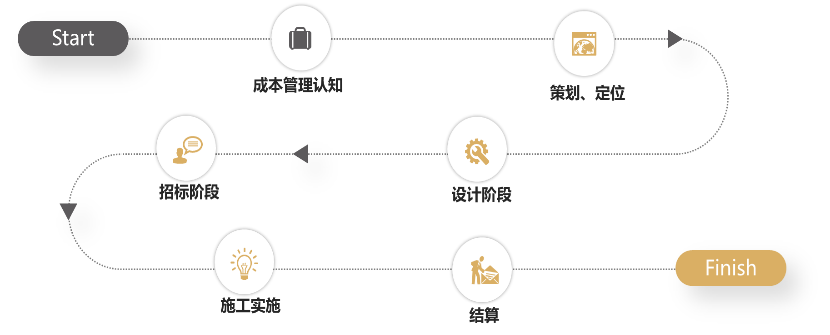 Start
成本管理认知
策划、定位
设计阶段
招标阶段
施工实施
结算
Finish